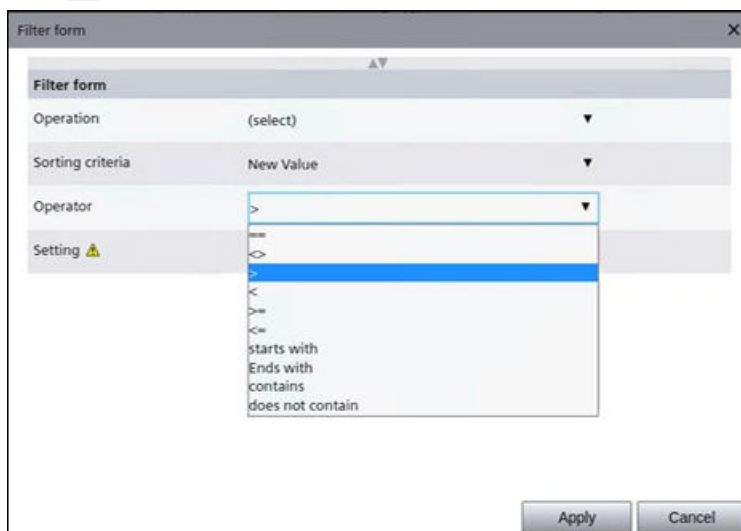 Filter form
Filter form
Operation (select)
Sorting criteria New Value
Operator >
Setting
==
<>
>
<
>=
<=
starts with
Ends with
contains
does not contain
Apply Cancel